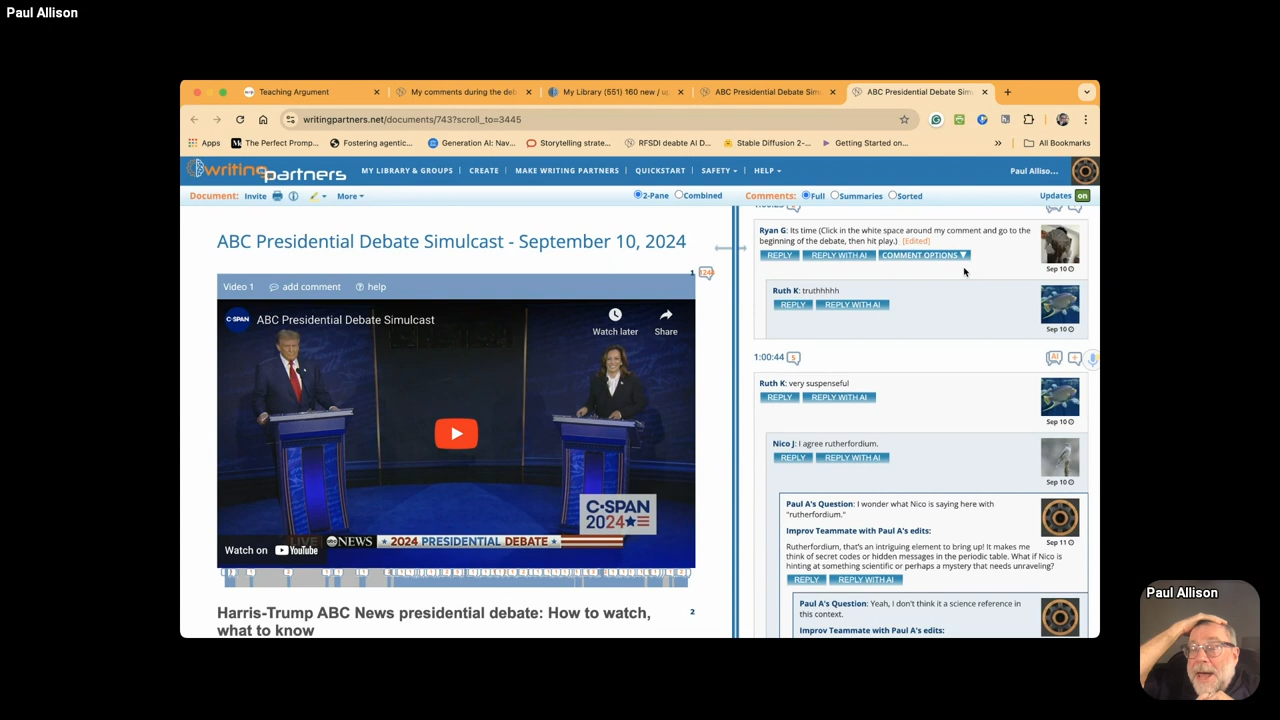 Paul Allison
Teaching Argument
My comments during the deb
My Library (551) 160 new / u
ABC Presidential Debate Sim
ABC Presidential Debate Sim
writingpartners.net/documents/743?scroll_to=3445
Apps
The Perfect Promp...
Fostering agentic...
Generation AI: Nav...
Storytelling strate...
RFSDI deabte AI D...
Stable Diffusion 2-...
Getting Started on...
»
All Bookmarks
writing partners
MY LIBRARY & GROUPS | CREATE | MAKE WRITING PARTNERS | QUICKSTART | SAFETY | HELP
Paul Alliso...
Document: Invite More
2-Pane Combined
Comments: Full Summaries Sorted
Updates on
ABC Presidential Debate Simulcast - September 10, 2024
1
Video 1 add comment ? help
C-SPAN
ABC Presidential Debate Simulcast
Watch later
Share
C-SPAN
2024
LIVE abc NEWS 2024 PRESIDENTIAL DEBATE
Watch on YouTube
Harris-Trump ABC News presidential debate: How to watch,
what to know
2
Ryan G: Its time (Click in the white space around my comment and go to the
beginning of the debate, then hit play.) [Edited]
REPLY REPLY WITH AI COMMENT OPTIONS ▼
Sep 10
Ruth K: truthhhhh
REPLY REPLY WITH AI
Sep 10
1:00:44 5
AI +
Ruth K: very suspenseful
REPLY REPLY WITH AI
Sep 10
Nico J: I agree rutherfordium.
REPLY REPLY WITH AI
Sep 10
Paul A's Question: I wonder what Nico is saying here with
"rutherfordium."
Improv Teammate with Paul A's edits:
Sep 11
Rutherfordium, that's an intriguing element to bring up! It makes me
think of secret codes or hidden messages in the periodic table. What if Nico is
hinting at something scientific or perhaps a mystery that needs unraveling?
REPLY REPLY WITH AI
Paul A's Question: Yeah, I don't think it a science reference in
this context.
Improv Teammate with Paul A's edits:
Paul Allison